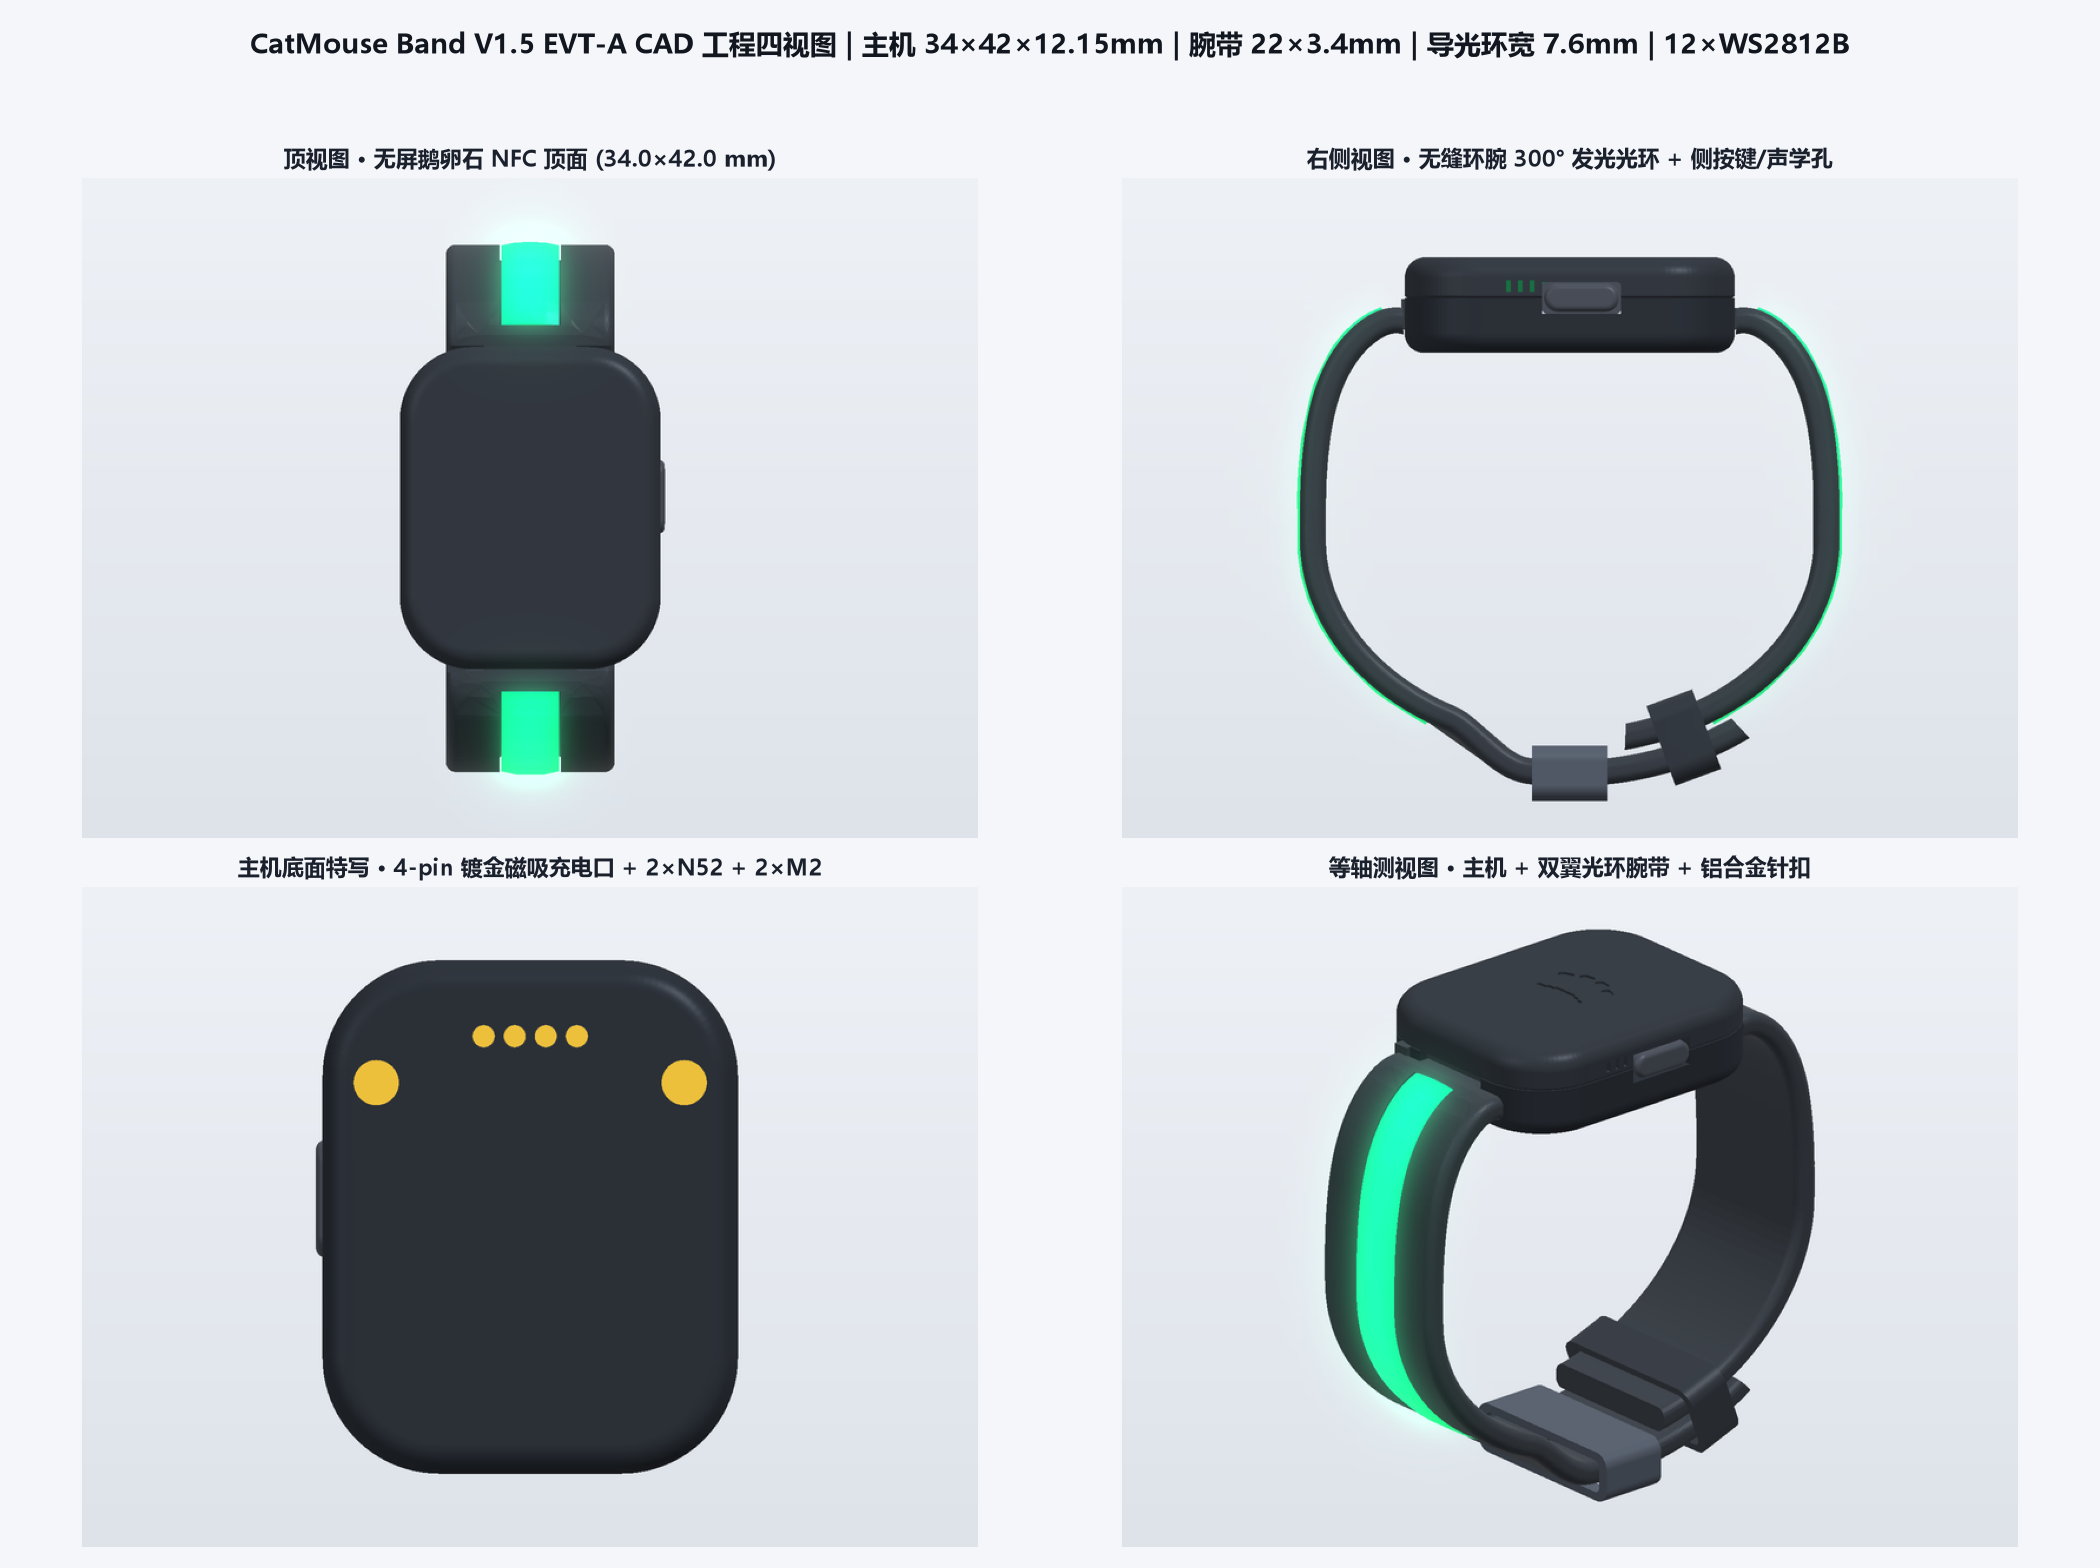 CatMouse Band V1.5 EVT-A CAD 工程四视图 | 主机 34×42×12.15mm | 腕带 22×3.4mm | 导光环宽 7.6mm | 12×WS2812B
顶视图 • 无屏鹅卵石 NFC 顶面 (34.0×42.0 mm)
右侧视图 • 无缝环腕 300° 发光光环 + 侧按键/声学孔
主机底面特写 • 4-pin 镀金磁吸充电口 + 2×N52 + 2×M2
等轴测视图 • 主机 + 双翼光环腕带 + 铝合金针扣